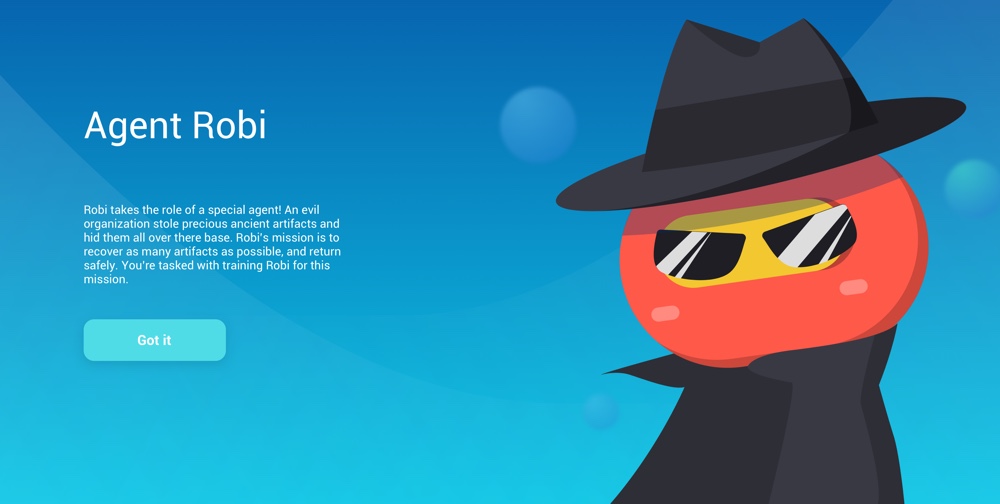 Agent Robi
Robi takes the role of a special agent! An evil
organization stole precious ancient artifacts and
hid them all over there base. Robi's mission is to
recover as many artifacts as possible, and return
safely. You're tasked with training Robi for this
mission.
Got it